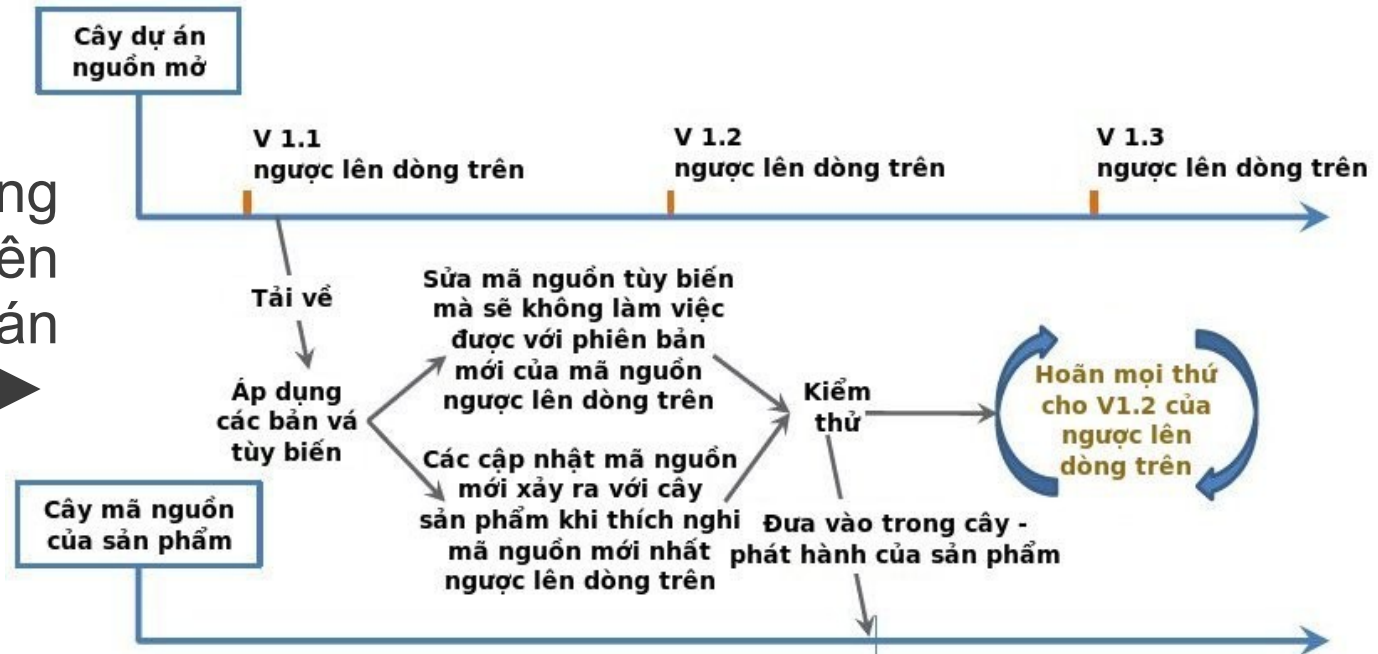 Cây dự án
nguồn mở
V 1.1
ngược lên dòng trên
V 1.2
ngược lên dòng trên
V 1.3
ngược lên dòng trên
ng
ên
án
Tải về
Áp dụng
các bản vá
tùy biến
Sửa mã nguồn tùy biến
mà sẽ không làm việc
được với phiên bản
mới của mã nguồn
ngược lên dòng trên
Các cập nhật mã nguồn
mới xảy ra với cây
sản phẩm khi thích nghi
mã nguồn mới nhất
ngược lên dòng trên
Kiểm
thử
Hoãn mọi thứ
cho V1.2 của
ngược lên
dòng trên
Đưa vào trong cây -
phát hành của sản phẩm
Cây mã nguồn
của sản phẩm